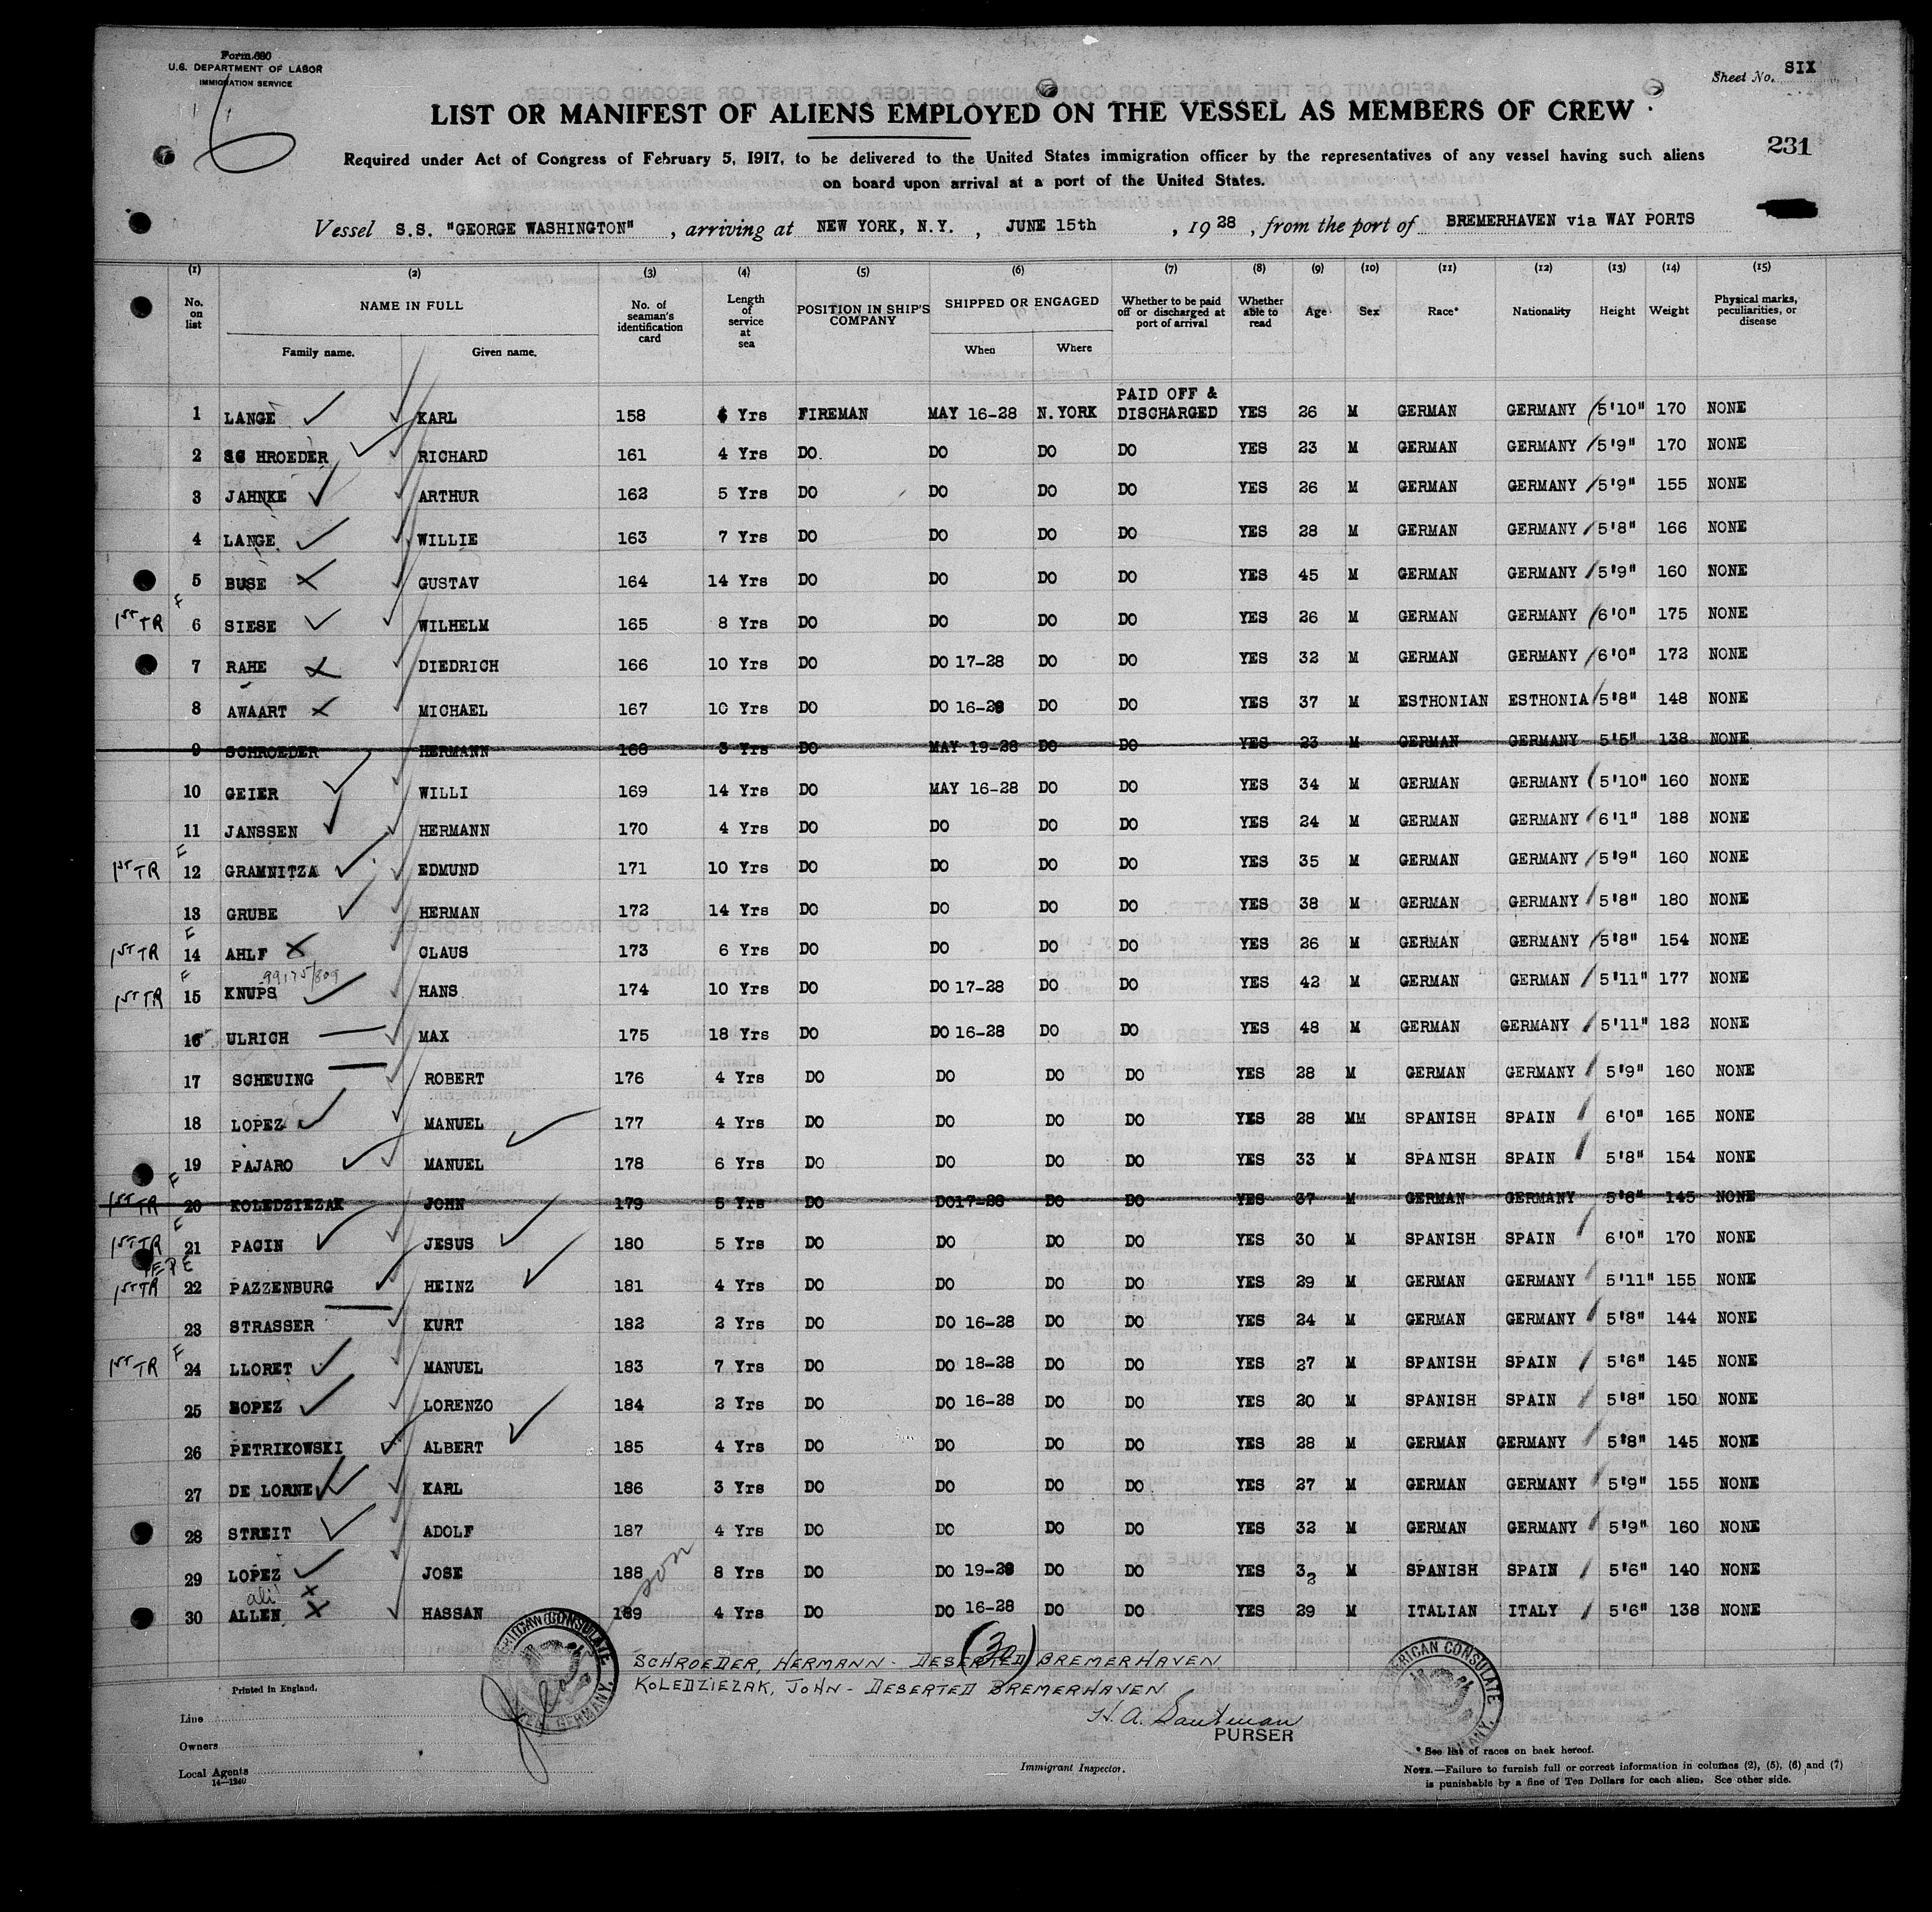 Form 680
U.S. DEPARTMENT OF LABOR
IMMIGRATION SERVICE
Sheet No. SIX
6
LIST OR MANIFEST OF ALIENS EMPLOYED ON THE VESSEL AS MEMBERS OF CREW
231
Required under Act of Congress of February 5, 1917, to be delivered to the United States immigration officer by the representatives of any vessel having such aliens
on board upon arrival at a port of the United States.
Vessel S.S. "GEORGE WASHINGTON", arriving at NEW YORK, N.Y., JUNE 15th, 1928, from the port of BREMERHAVEN via WAY PORTS
(1) (2) (3) (4) (5) (6) (7) (8) (9) (10) (11) (12) (13) (14) (15)
No. on list NAME IN FULL Family name. Given name. No. of seaman's identification card Length of service at sea POSITION IN SHIP'S COMPANY SHIPPED OR ENGAGED When Where Whether to be paid off or discharged at port of arrival Whether able to read Age Sex Race* Nationality Height Weight Physical marks, peculiarities, or disease
1 LANGE KARL 158 Yrs FIREMAN MAY 16-28 N.YORK PAID OFF & DISCHARGED YES 26 M GERMAN GERMANY 5'10" 170 NONE
2 SC HROEDER RICHARD 161 4 Yrs DO. DO DO DO YES 23 M GERMAN GERMANY 5'9" 170 NONE
3 JAHNKE ARTHUR 162 5 Yrs DO DO DO DO YES 26 M GERMAN GERMANY 5'9" 155 NONE
4 LANGE WILLIE 163 7 Yrs DO DO DO DO YES 28 M GERMAN GERMANY 5'8" 166 NONE
5 BUSE GUSTAV 164 14 Yrs DO DO DO DO YES 45 M GERMAN GERMANY 5'9" 160 NONE
1ST TR F 6 SIESE WILHELM 165 8 Yrs DO DO DO DO YES 26 M GERMAN GERMANY 6'0" 175 NONE
7 RAHE DIEDRICH 166 10 Yrs DO DO 17-28 DO DO YES 32 M GERMAN GERMANY 6'0" 172 NONE
8 AWAART MICHAEL 167 10 Yrs DO DO 16-28 DO DO YES 37 M ESTHONIAN ESTHONIA 5'8" 148 NONE
9 SCHROEDER HERMANN 168 3 Yrs DO MAY 19-28 DO DO YES 23 M GERMAN GERMANY 5'5" 138 NONE
10 GEIER WILLI 169 14 Yrs DO MAY 16-28 DO DO YES 34 M GERMAN GERMANY 5'10" 160 NONE
11 JANSSEN HERMANN 170 4 Yrs DO DO DO DO YES 24 M GERMAN GERMANY 6'1" 188 NONE
1ST TR F 12 GRAMNITZA EDMUND 171 10 Yrs DO DO DO DO YES 35 M GERMAN GERMANY 5'9" 160 NONE
13 GRUBE HERMAN 172 14 Yrs DO DO DO DO YES 38 M GERMAN GERMANY 5'8" 180 NONE
1ST TR F 14 AHLF CLAUS 173 6 Yrs DO DO DO DO YES 26 M GERMAN GERMANY 5'8" 154 NONE
99175/809
1ST TR F 15 KNUPS HANS 174 10 Yrs DO DO 17-28 DO DO YES 42 M GERMAN GERMAN 5'11" 177 NONE
16 ULRICH MAX 175 18 Yrs DO DO 16-28 DO DO YES 48 M GERMAN GERMANY 5'11" 182 NONE
17 SCHEUING ROBERT 176 4 Yrs DO DO DO DO YES 28 M GERMAN GERMANY 5'9" 160 NONE
18 LOPEZ MANUEL 177 4 Yrs DO DO DO DO YES 28 MM SPANISH SPAIN 6'0" 165 NONE
19 PAJARO MANUEL 178 6 Yrs DO DO DO DO YES 33 M SPANISH SPAIN 5'8" 154 NONE
1ST TR F 20 KOLEDZIEZAK JOHN 179 5 Yrs DO DO17-28 DO DO YES 37 M GERMAN GERMANY 5'6" 145 NONE
1ST TR F 21 PAGIN JESUS 180 5 Yrs DO DO DO DO YES 30 M SPANISH SPAIN 6'0" 170 NONE
1ST TR 22 PAZZENBURG HEINZ 181 4 Yrs DO DO DO DO YES 29 M GERMAN GERMANY 5'11" 155 NONE
23 STRASSER KURT 182 2 Yrs DO DO 16-28 DO DO YES 24 M GERMAN GERMANY 5'8" 144 NONE
1ST TR F 24 LLORET MANUEL 183 7 Yrs DO DO 18-28 DO DO YES 27 M SPANISH SPAIN 5'6" 145 NONE
25 LOPEZ LORENZO 184 2 Yrs DO DO 16-28 DO DO YES 20 M SPANISH SPAIN 5'8" 150 NONE
26 PETRIKOWSKI ALBERT 185 4 Yrs DO DO DO DO YES 28 M GERMAN GERMANY 5'8" 145 NONE
27 DE LORNE KARL 186 3 Yrs DO DO DO DO YES 27 M GERMAN GERMANY 5'9" 155 NONE
28 STREIT ADOLF 187 4 Yrs DO DO DO DO YES 32 M GERMAN GERMANY 5'9" 160 NONE
29 LOPEZ JOSE 188 8 Yrs DO DO 19-28 DO DO YES 32 M SPANISH SPAIN 5'6" 140 NONE
ali
30 ALLEN HASSAN 189 4 Yrs DO DO 16-28 DO DO YES 29 M ITALIAN ITALY 5'6" 138 NONE
AMERICAN CONSULATE GERMANY.
(30)
SCHROEDER, HERMANN - DESERTED BREMERHAVEN.
KOLEDZIEZAK, JOHN - DESERTED BREMERHAVEN
AMERICAN CONSULATE GERMANY.
Printed in England.
H. A. Sautman
PURSER
Line
Owners
Local Agents
14—1240
Immigrant Inspector.
* See list of races on back hereof.
NOTE.—Failure to furnish full or correct information in columns (2), (5), (6) and (7)
is punishable by a fine of Ten Dollars for each alien. See other side.